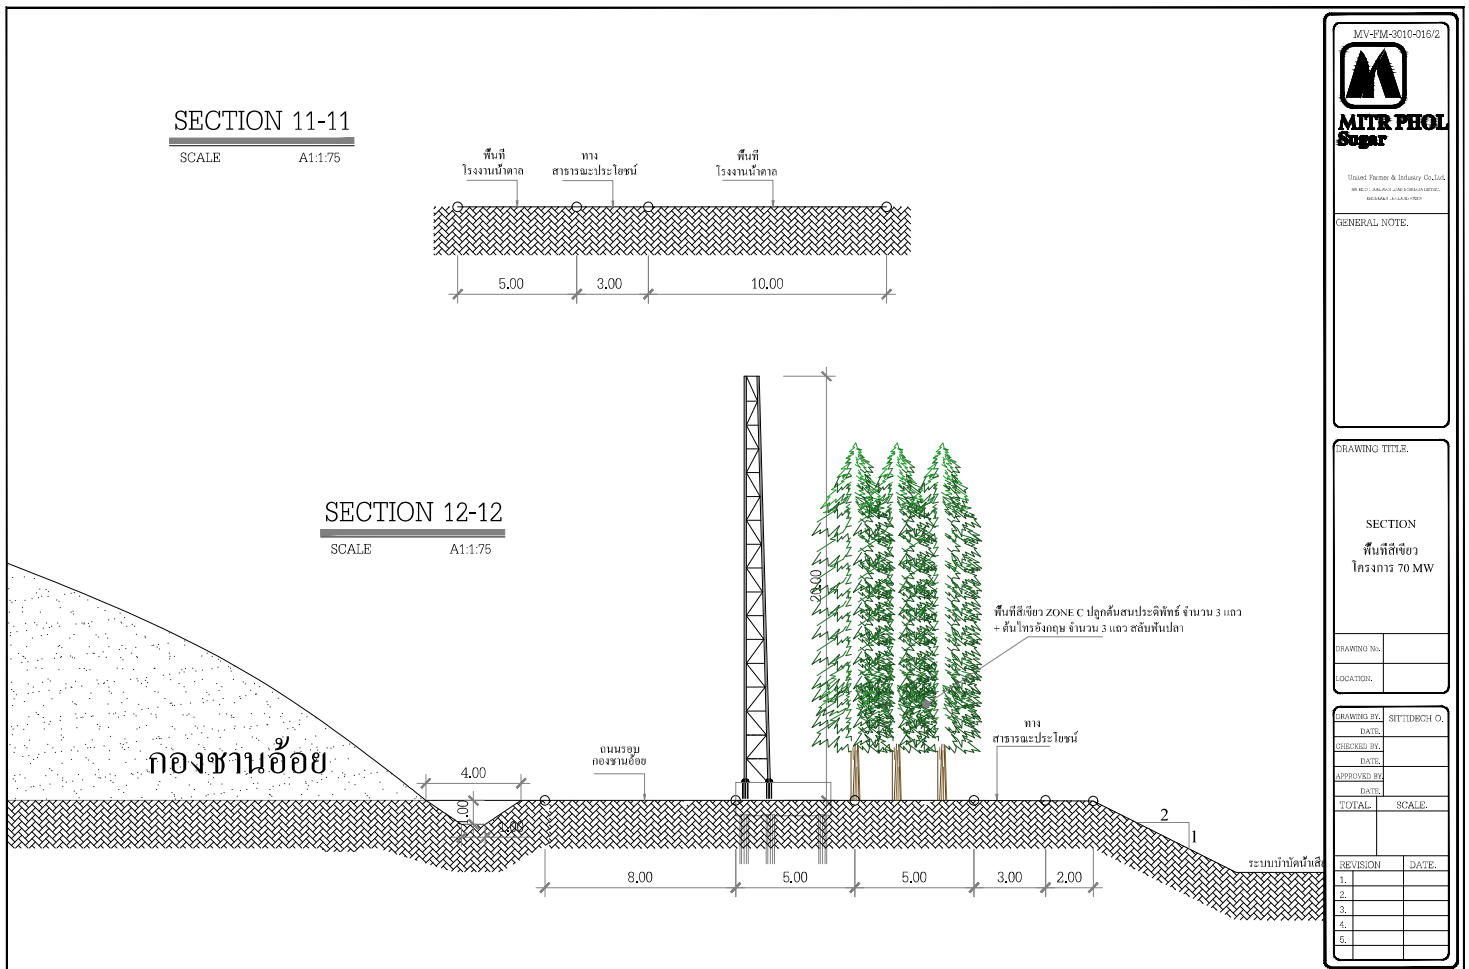 SECTION 11-11
SCALE A1:1:75
พื้นที่
โรงงานน้ำตาล
ทาง
สาธารณะประโยชน์
พื้นที่
โรงงานน้ำตาล
5.00
3.00
10.00
SECTION 12-12
SCALE A1:1:75
20.00
พื้นที่สีเขียว ZONE C ปลูกต้นสนประดิพัทธ์ จำนวน 3 แถว
+ ต้นไทรอังกฤษ จำนวน 3 แถว สลับฟันปลา
ทาง
สาธารณะประโยชน์
ถนนรอบ
กองชานอ้อย
กองชานอ้อย
4.00
1.00
1.00
2
1
ระบบบำบัดน้ำเสีย
8.00
5.00
5.00
3.00
2.00
MV-FM-3010-016/2
MITR PHOL
Sugar
United Farmer & Industry Co.,Ltd.
GENERAL NOTE.
DRAWING TITLE.
SECTION
พื้นที่สีเขียว
โครงการ 70 MW
DRAWING No.
LOCATION.
DRAWING BY. SITTIDECH O.
DATE.
CHECKED BY.
DATE.
APPROVED BY.
DATE.
TOTAL. SCALE.
REVISION DATE.
1.
2.
3.
4.
5.